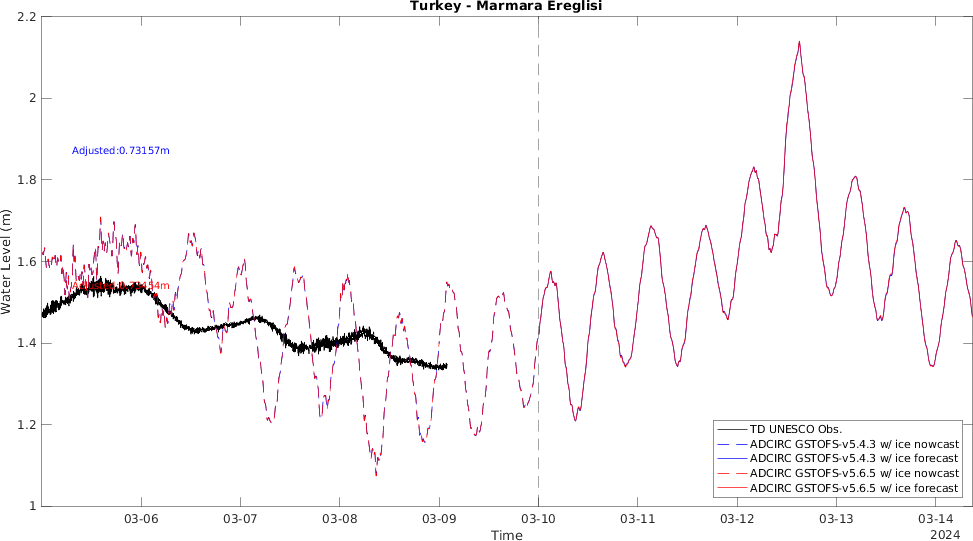 Turkey - Marmara Ereglisi
2.2
2
1.8
1.6
1.4
1.2
1
Water Level (m)
Adjusted:0.73157m
Adjusted:0.73154m
TD UNESCO Obs.
ADCIRC GSTOFS-v5.4.3 w/ ice nowcast
ADCIRC GSTOFS-v5.4.3 w/ ice forecast
ADCIRC GSTOFS-v5.6.5 w/ ice nowcast
ADCIRC GSTOFS-v5.6.5 w/ ice forecast
03-06 03-07 03-08 03-09 03-10 03-11 03-12 03-13 03-14
Time
2024